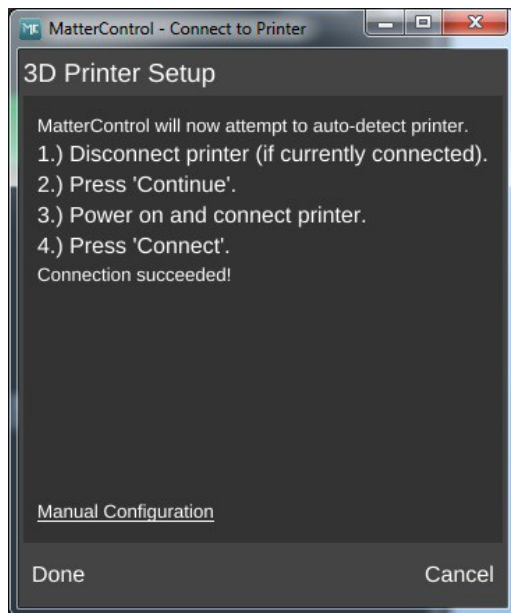 MC MatterControl - Connect to Printer
3D Printer Setup
MatterControl will now attempt to auto-detect printer.
1.) Disconnect printer (if currently connected).
2.) Press 'Continue'.
3.) Power on and connect printer.
4.) Press 'Connect'.
Connection succeeded!
Manual Configuration
Done Cancel